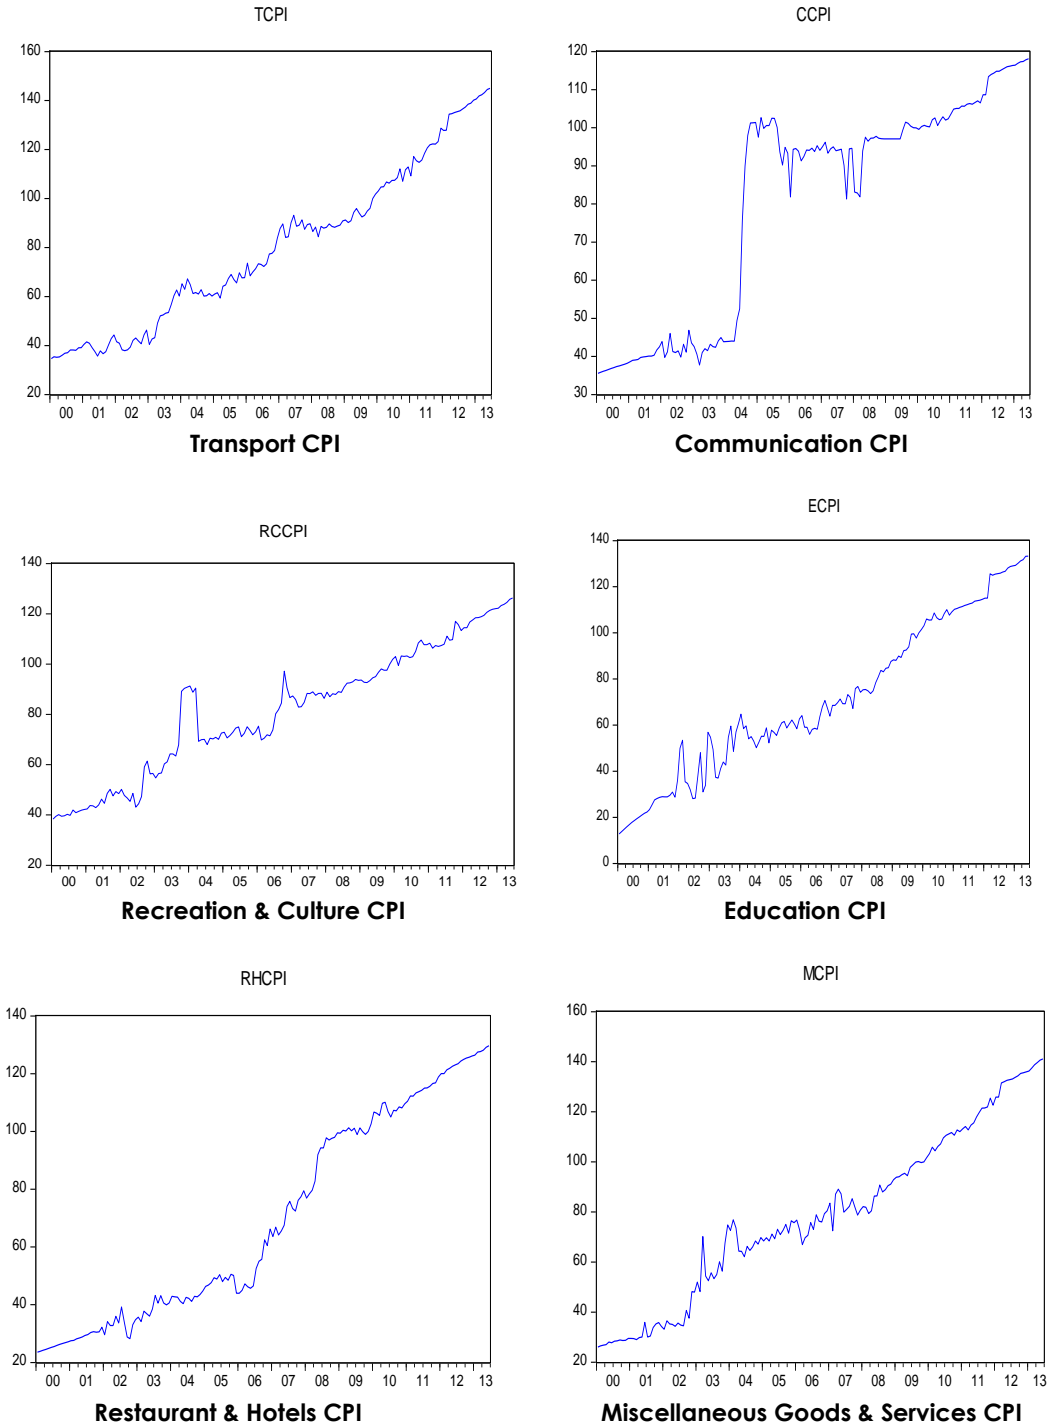 TCPI
160
140
120
100
80
60
40
20
00 01 02 03 04 05 06 07 08 09 10 11 12 13
Transport CPI
CCPI
120
110
100
90
80
70
60
50
40
30
00 01 02 03 04 05 06 07 08 09 10 11 12 13
Communication CPI
RCCPI
140
120
100
80
60
40
20
00 01 02 03 04 05 06 07 08 09 10 11 12 13
Recreation & Culture CPI
ECPI
140
120
100
80
60
40
20
0
00 01 02 03 04 05 06 07 08 09 10 11 12 13
Education CPI
RHCPI
140
120
100
80
60
40
20
00 01 02 03 04 05 06 07 08 09 10 11 12 13
Restaurant & Hotels CPI
MCPI
160
140
120
100
80
60
40
20
00 01 02 03 04 05 06 07 08 09 10 11 12 13
Miscellaneous Goods & Services CPI